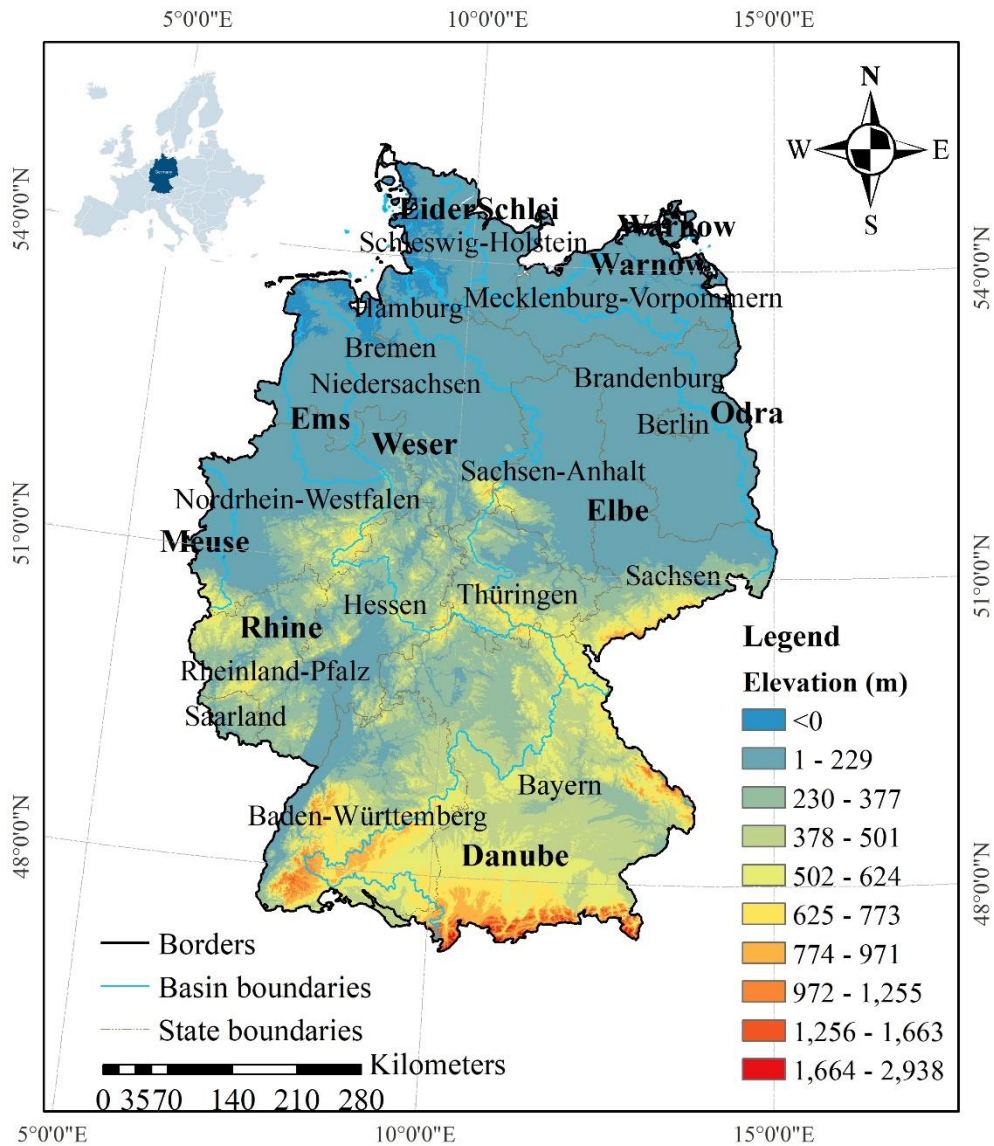 5°0'0"E
10°0'0"E
15°0'0"E
54°0'0"N
51°0'0"N
48°0'0"N
54°0'0"N
51°0'0"N
48°0'0"N
Germany
N
W
E
S
EiderSchlei
Schleswig-Holstein
Warnow
Warnow
Mecklenburg-Vorpommern
Hamburg
Bremen
Niedersachsen
Brandenburg
Berlin
Odra
Ems
Weser
Sachsen-Anhalt
Nordrhein-Westfalen
Elbe
Meuse
Sachsen
Hessen
Thüringen
Rhine
Rheinland-Pfalz
Saarland
Bayern
Baden-Württemberg
Danube
Legend
Elevation (m)
<0
1 - 229
230 - 377
378 - 501
502 - 624
625 - 773
774 - 971
972 - 1,255
1,256 - 1,663
1,664 - 2,938
Borders
Basin boundaries
State boundaries
Kilometers
0 35 70 140 210 280
5°0'0"E
10°0'0"E
15°0'0"E